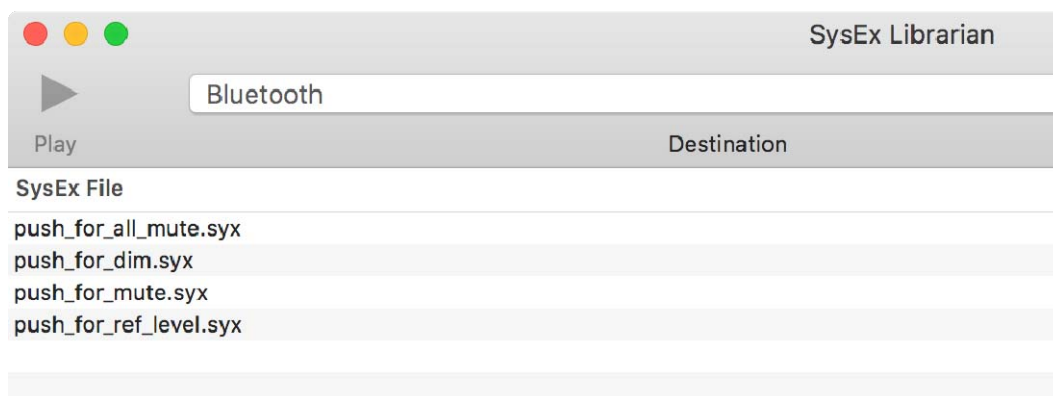 SysEx Librarian
Bluetooth
Play
Destination
SysEx File
push_for_all_mute.syx
push_for_dim.syx
push_for_mute.syx
push_for_ref_level.syx